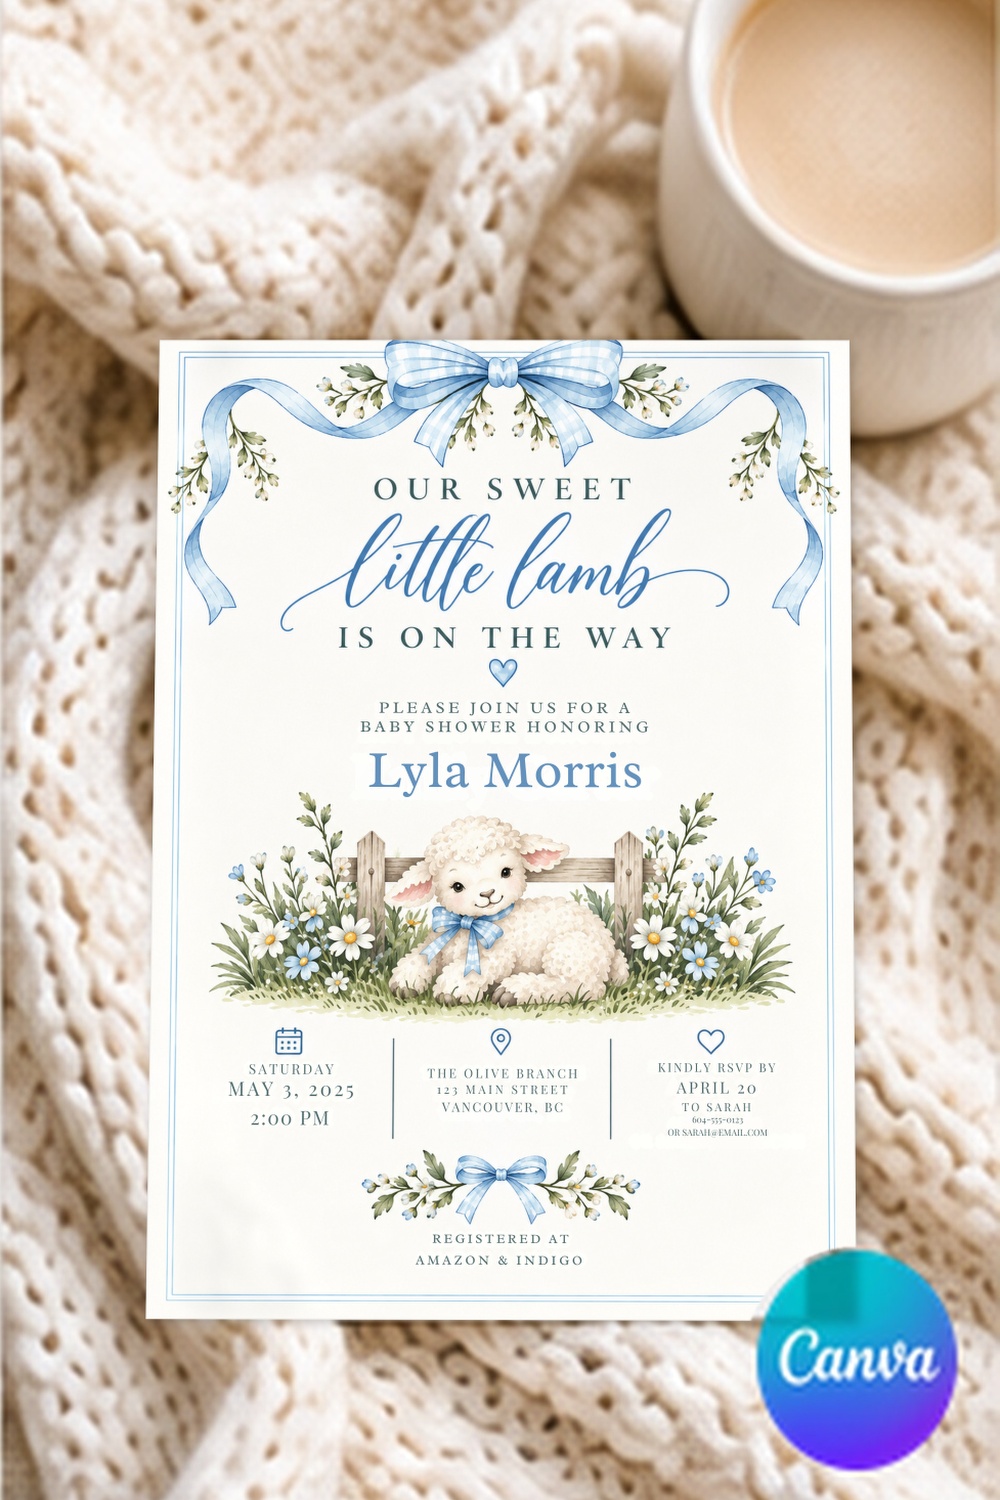 OUR SWEET
little lamb
IS ON THE WAY
PLEASE JOIN US FOR A
BABY SHOWER HONORING
Lyla Morris
SATURDAY
MAY 3, 2025
2:00 PM
THE OLIVE BRANCH
123 MAIN STREET
VANCOUVER, BC
KINDLY RSVP BY
APRIL 20
TO SARAH
604-555-0123
OR SARAH@EMAIL.COM
REGISTERED AT
AMAZON & INDIGO
Canva